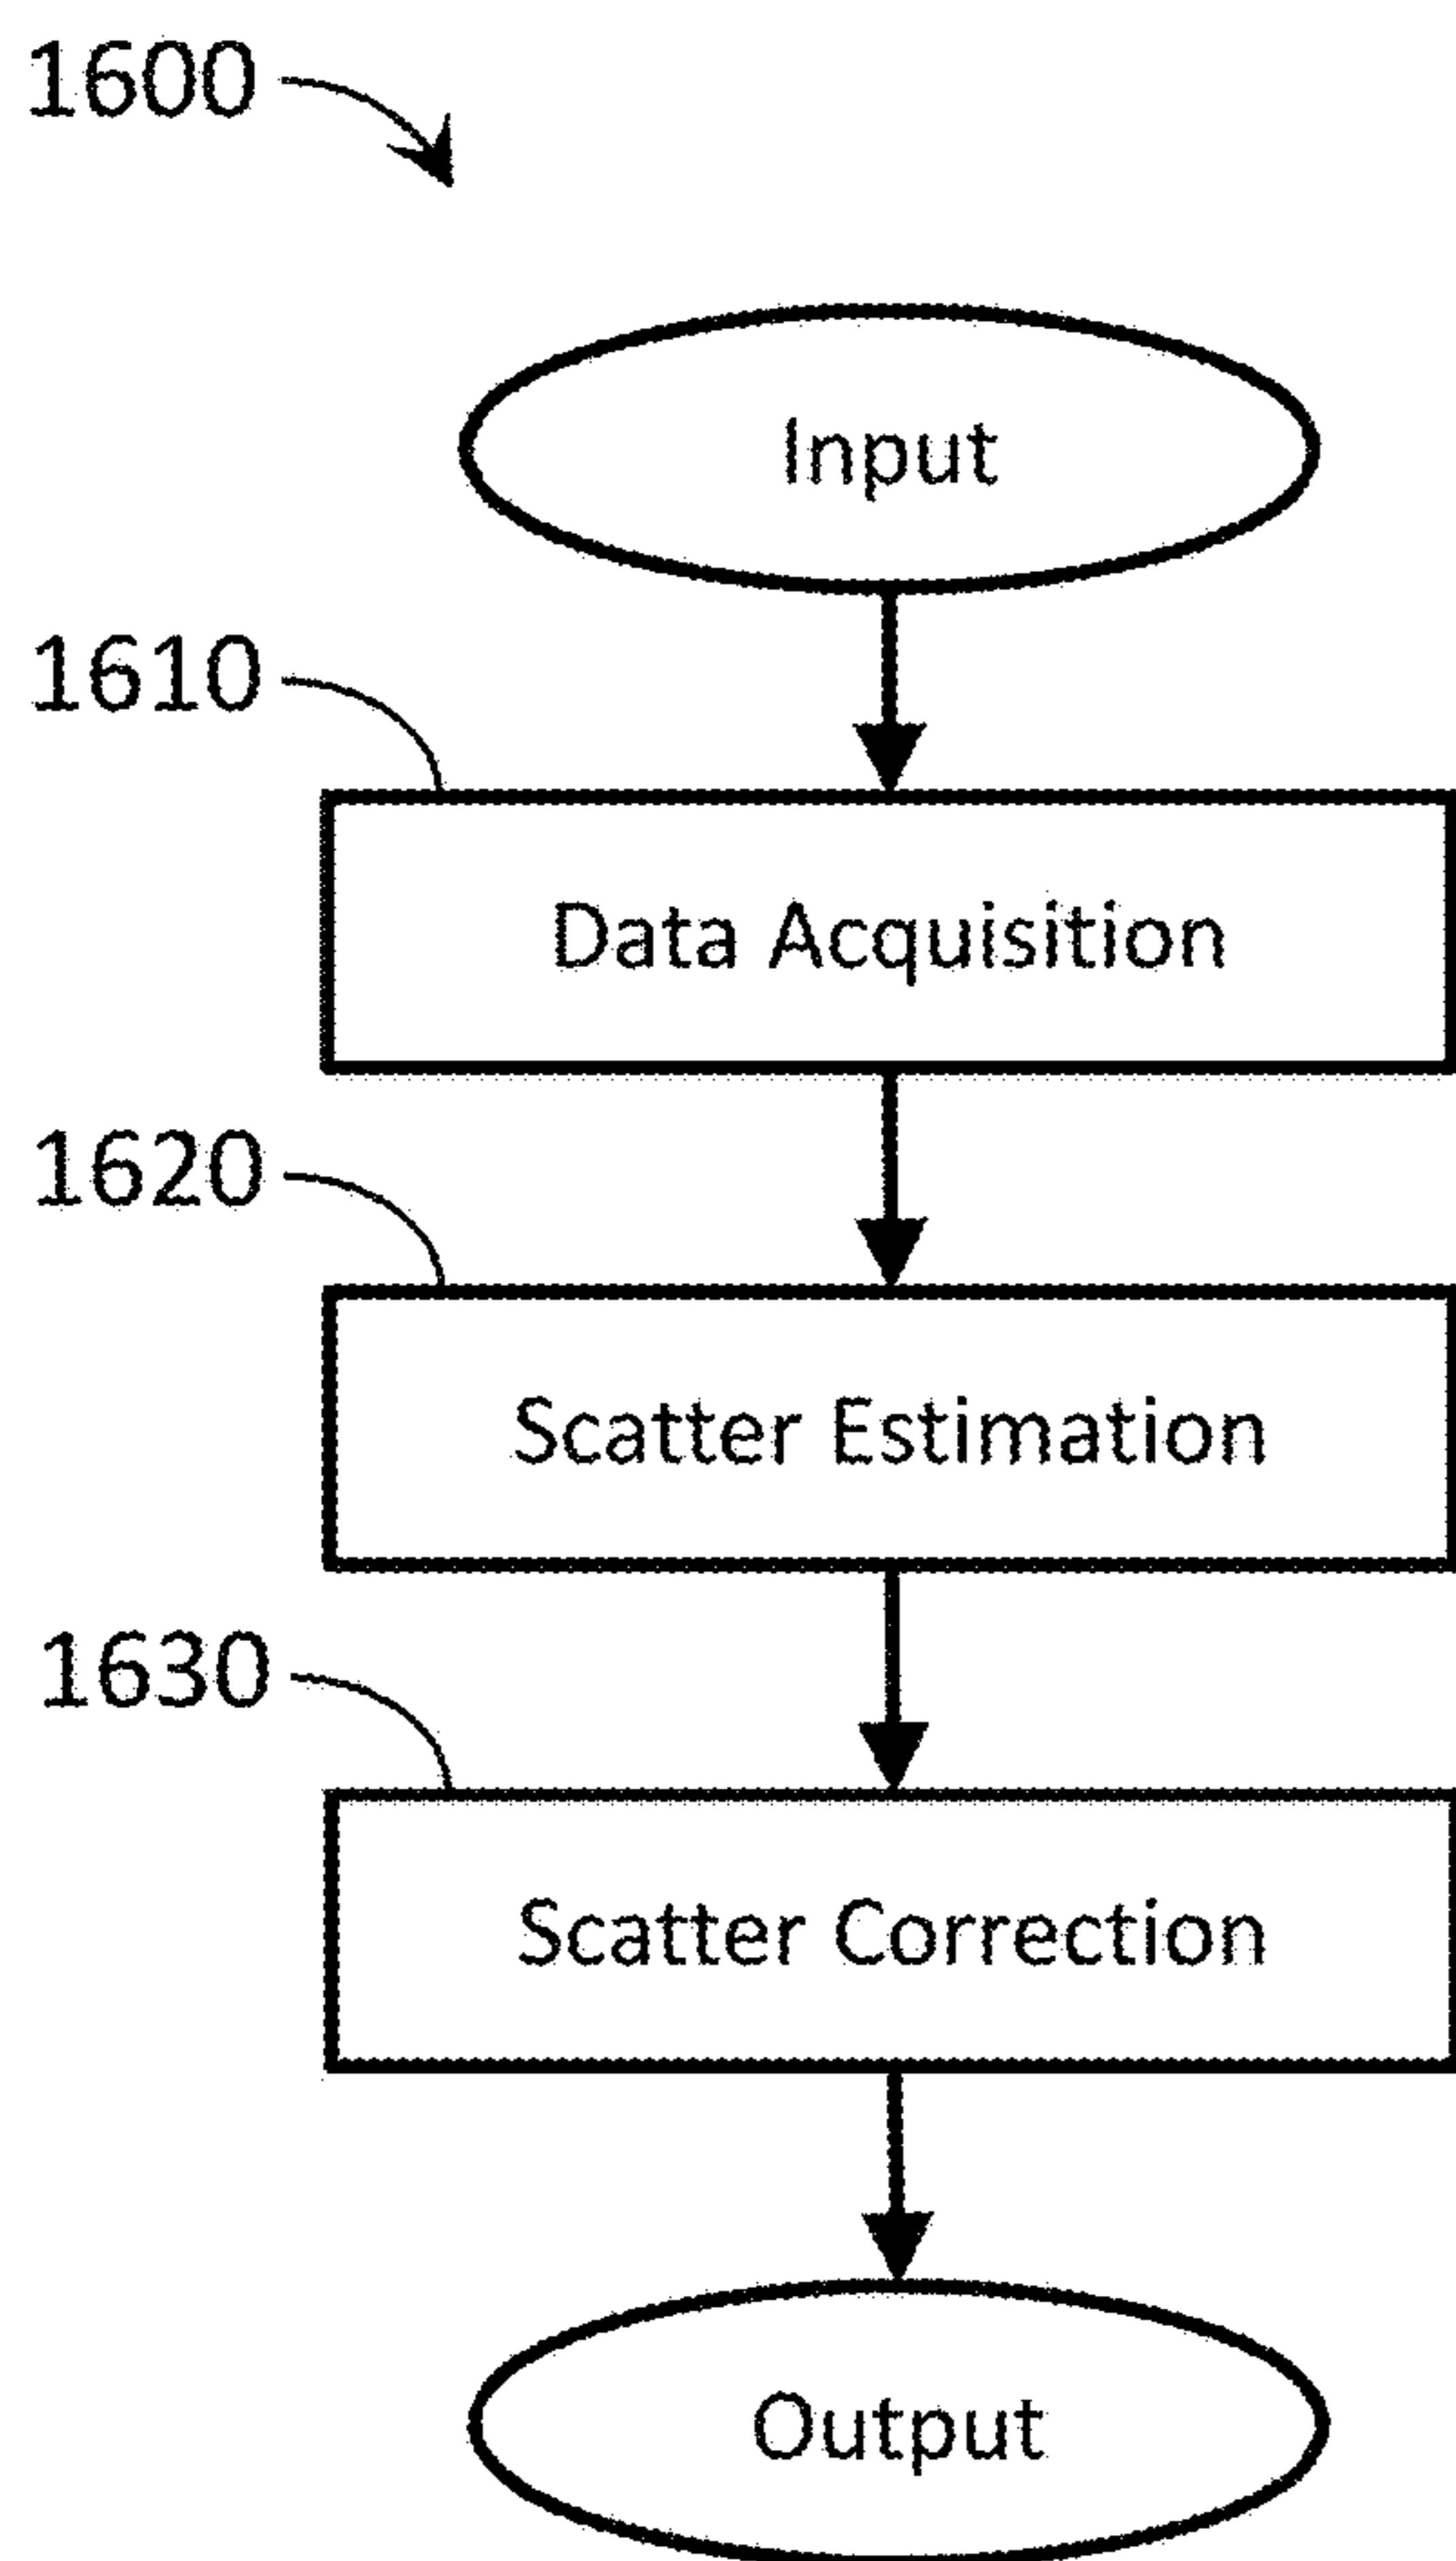 1600
Input
1610
Data Acquisition
1620
Scatter Estimation
1630
Scatter Correction
Output